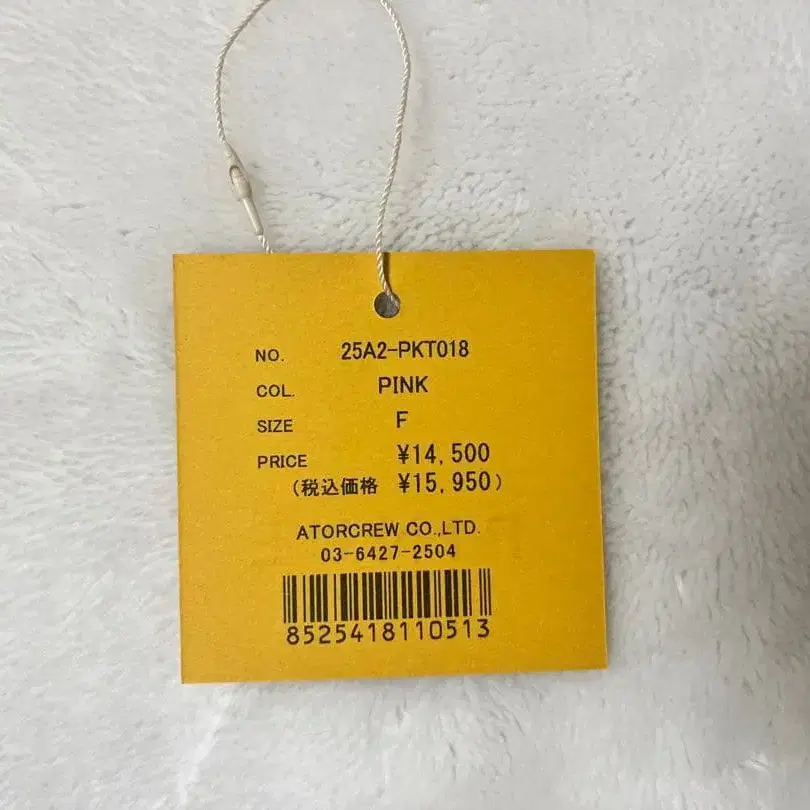 NO. 25A2-PKT018
COL. PINK
SIZE F
PRICE ¥14,500
(税込価格 ¥15,950)
ATORCREW CO.,LTD.
03-6427-2504
8525418110513